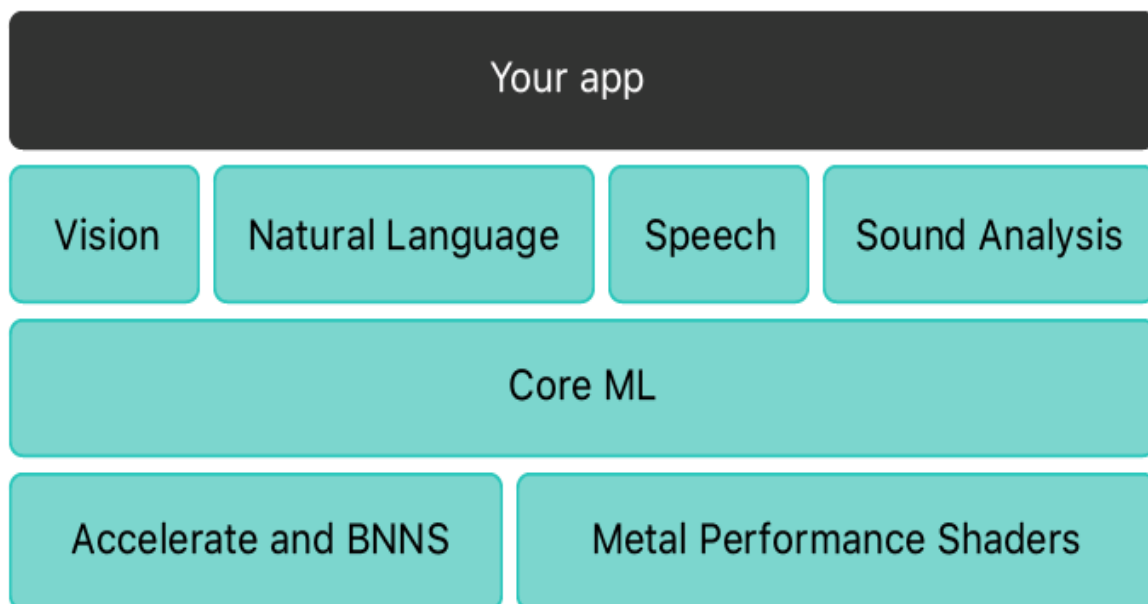 Your app
Vision
Natural Language
Speech
Sound Analysis
Core ML
Accelerate and BNNS
Metal Performance Shaders